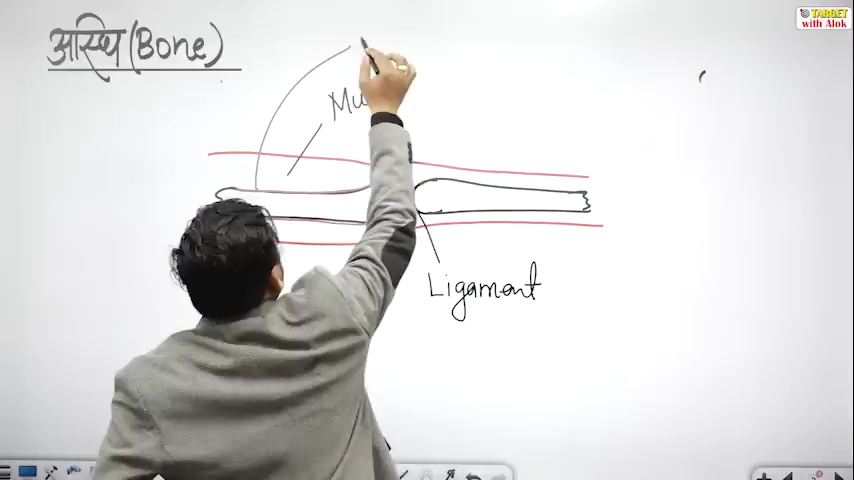 अस्थि (Bone)
TARGET
with Alok
Ligament